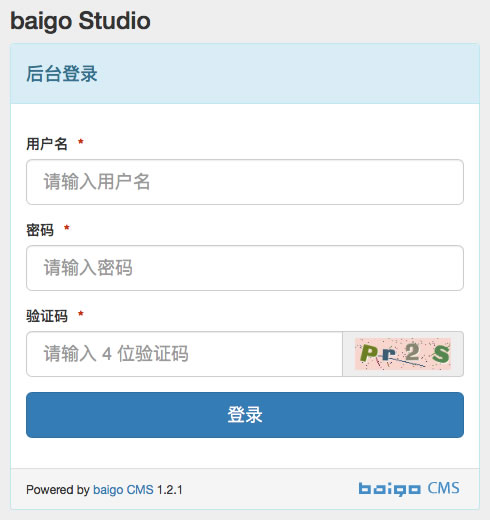 baigo Studio
后台登录
用户名 *
请输入用户名
密码 *
请输入密码
验证码 *
请输入 4 位验证码
Pr2S
登录
Powered by baigo CMS 1.2.1
baigo CMS